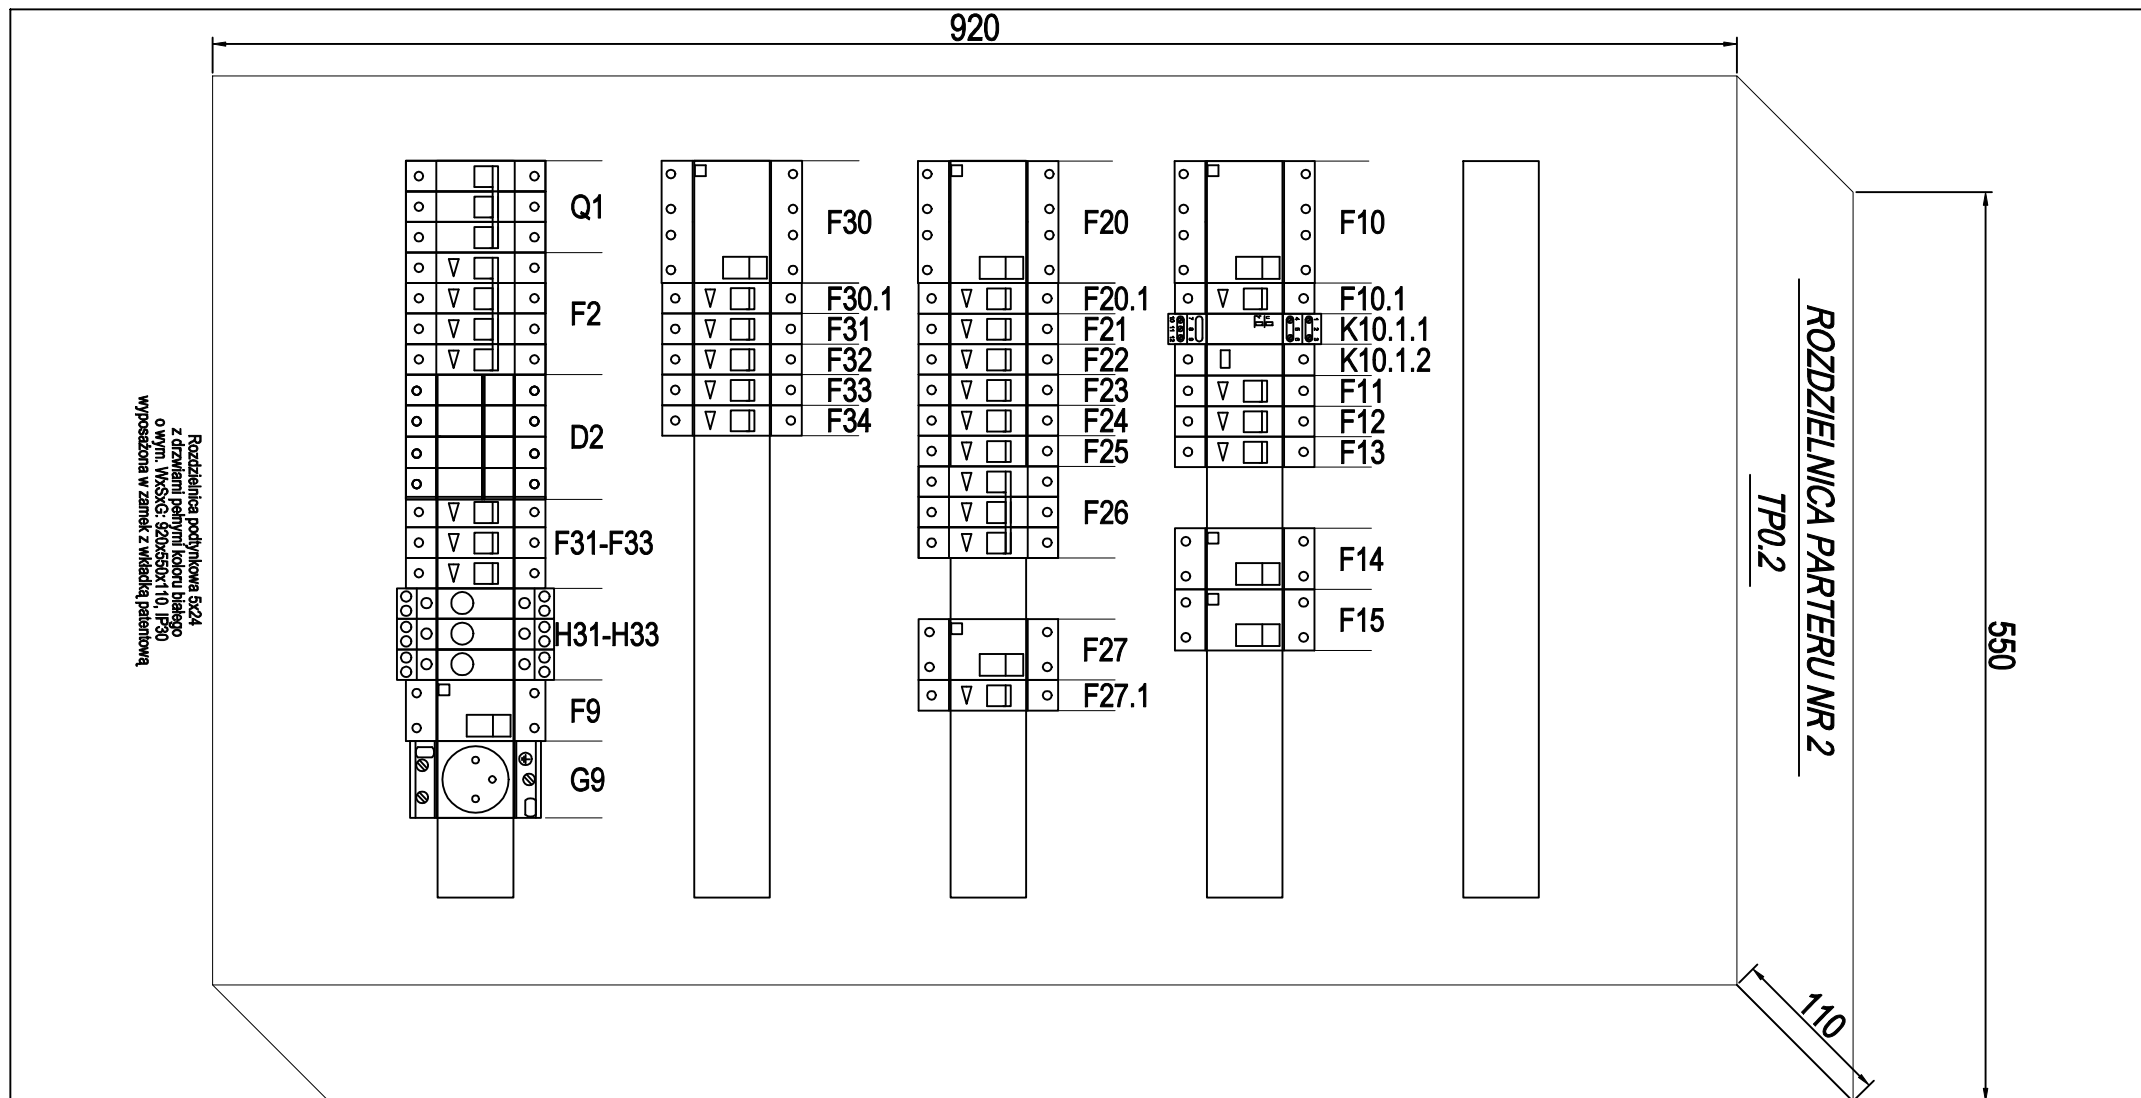 920
ROZDZIELNICA PARTERU NR 2
TP0.2
550
110
Q1
F2
D2
F31-F33
H31-H33
F9
G9
F30
F30.1
F31
F32
F33
F34
F20
F20.1
F21
F22
F23
F24
F25
F26
F27
F27.1
F10
F10.1
K10.1.1
K10.1.2
F11
F12
F13
F14
F15
Rozdzielnica podtynkowa 5x24
z drzwiami pełnymi koloru białego
o wym. WxSxG: 920x550x110, IP30
wyposażona w zamek z wkładką patentową